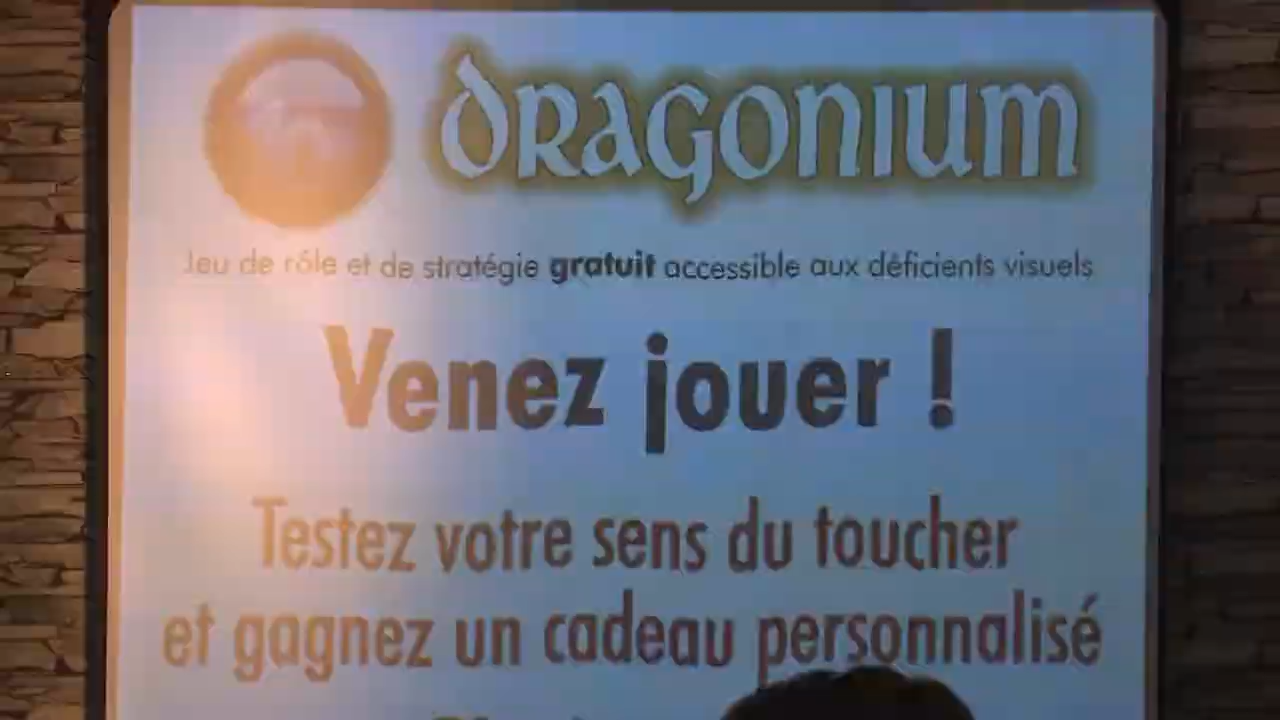 DRAGONIUM
Jeu de rôle et de stratégie gratuit accessible aux déficients visuels
Venez jouer !
Testez votre sens du toucher
et gagnez un cadeau personnalisé